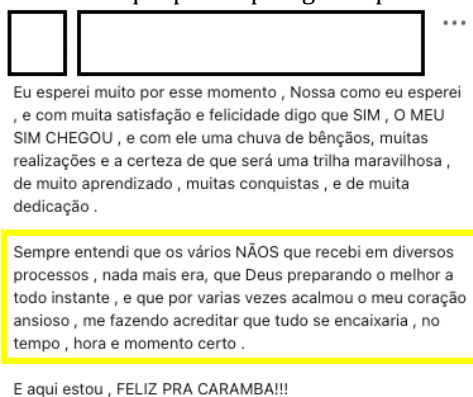 Eu esperei muito por esse momento , Nossa como eu esperei
, e com muita satisfação e felicidade digo que SIM , O MEU
SIM CHEGOU , e com ele uma chuva de bênçãos, muitas
realizações e a certeza de que será uma trilha maravilhosa ,
de muito aprendizado , muitas conquistas , e de muita
dedicação .
Sempre entendi que os vários NÃOS que recebi em diversos
processos , nada mais era, que Deus preparando o melhor a
todo instante , e que por varias vezes acalmou o meu coração
ansioso , me fazendo acreditar que tudo se encaixaria , no
tempo , hora e momento certo .
E aqui estou , FELIZ PRA CARAMBA!!!